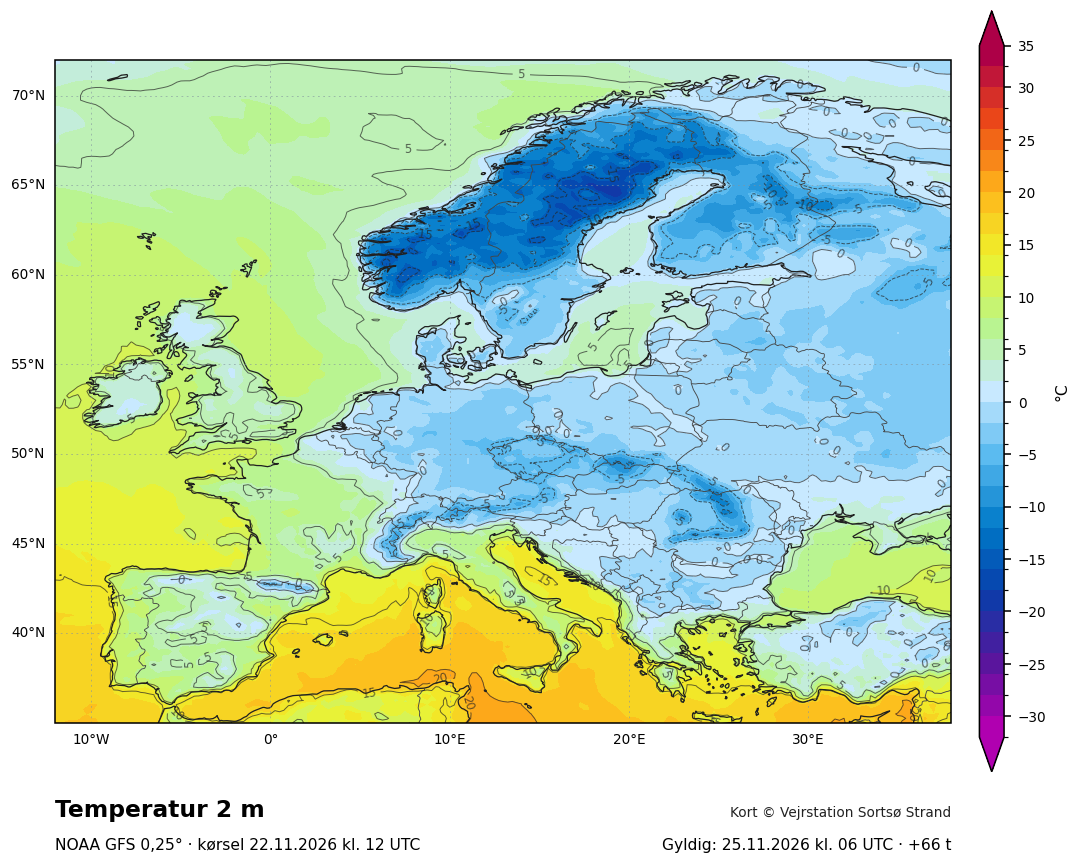 70°N
65°N
60°N
55°N
50°N
45°N
40°N
10°W
0°
10°E
20°E
30°E
35
30
25
20
15
10
5
0
−5
−10
−15
−20
−25
−30
°C
Temperatur 2 m
Kort © Vejrstation Sortsø Strand
NOAA GFS 0,25° · kørsel 22.11.2026 kl. 12 UTC
Gyldig: 25.11.2026 kl. 06 UTC · +66 t